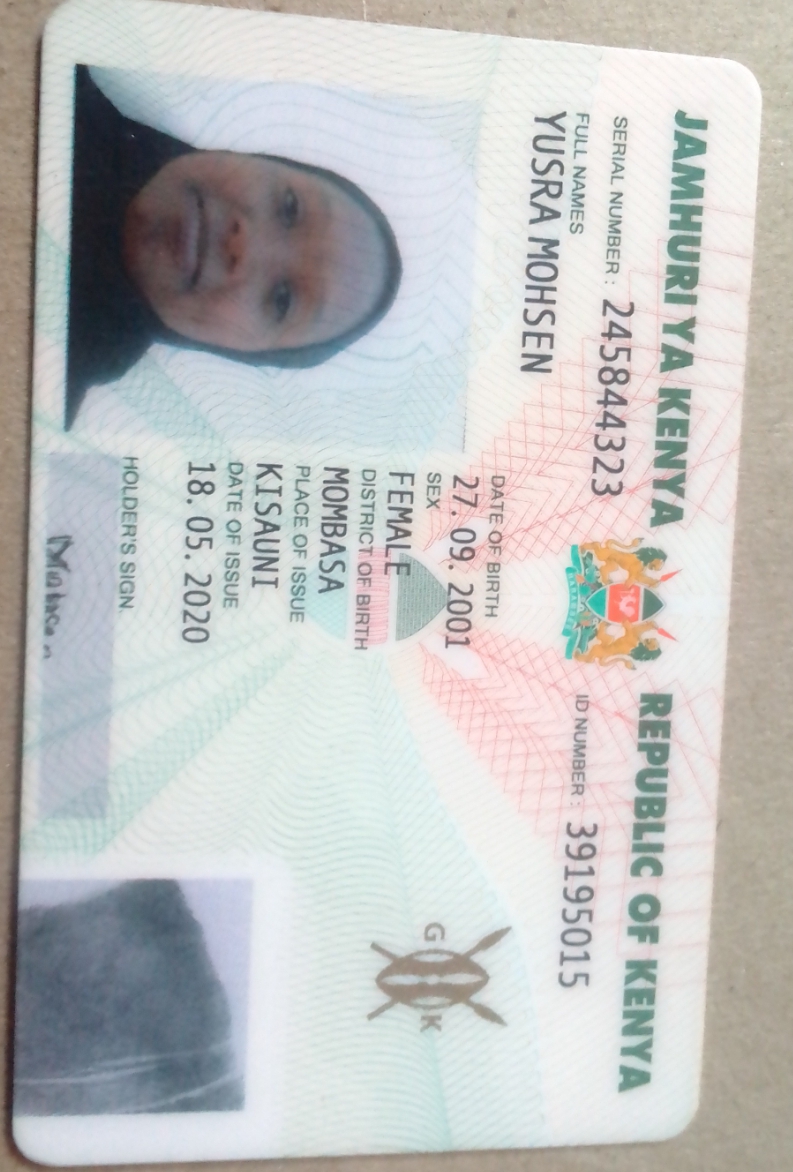 JAMHURI YA KENYA
REPUBLIC OF KENYA
SERIAL NUMBER: 245844323
ID NUMBER: 39195015
FULL NAMES
YUSRA MOHSEN
DATE OF BIRTH
27. 09. 2001
SEX
FEMALE
DISTRICT OF BIRTH
MOMBASA
PLACE OF ISSUE
KISAUNI
DATE OF ISSUE
18. 05. 2020
HOLDER'S SIGN.
G K